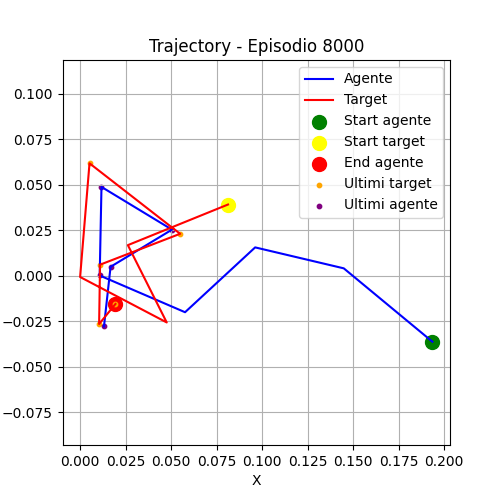 Trajectory - Episodio 8000
Agente
Target
Start agente
Start target
End agente
Ultimi target
Ultimi agente
0.100
0.075
0.050
0.025
0.000
−0.025
−0.050
−0.075
0.000 0.025 0.050 0.075 0.100 0.125 0.150 0.175 0.200
X